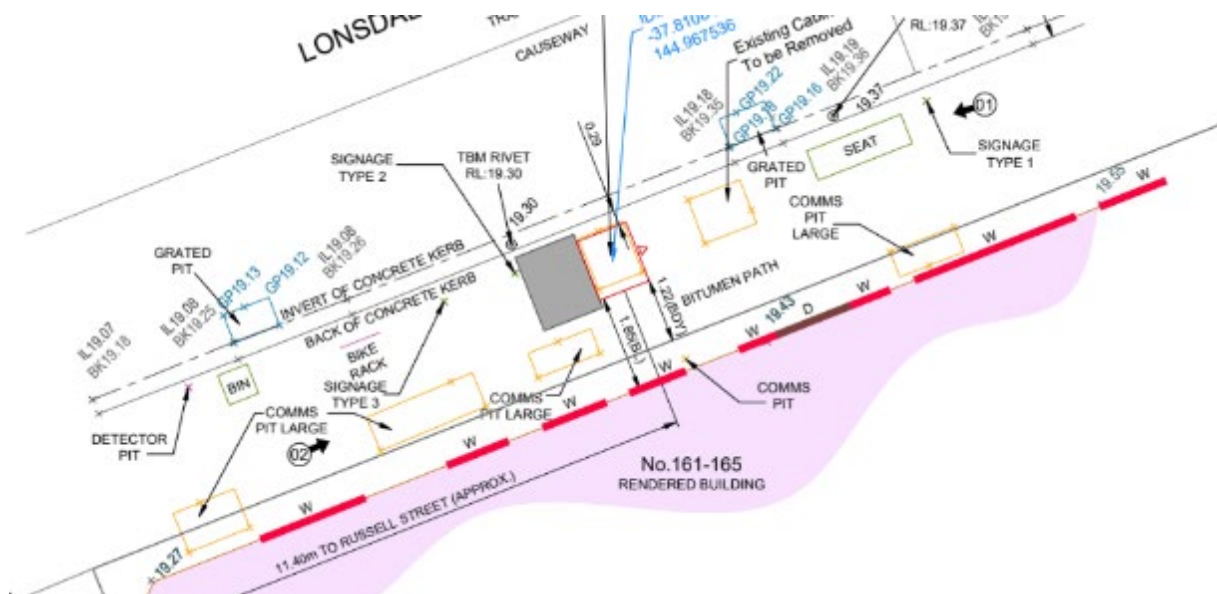 LONSDAL
CAUSEWAY
-37.8108
144.967536
Existing Cabin
To be Removed
RL:19.37
IL19.19
BK19.36
GP19.22
IL19.18
BK19.35
GP19.18
GP19.16
19.37
01
SEAT
SIGNAGE
TYPE 1
GRATED
PIT
0.29
SIGNAGE
TYPE 2
TBM RIVET
RL:19.30
19.30
COMMS
PIT
LARGE
19.55
W
W
GRATED
PIT
GP19.13
GP19.12
IL19.08
BK19.26
INVERT OF CONCRETE KERB
BACK OF CONCRETE KERB
IL19.08
BK19.25
IL19.07
BK19.18
BITUMEN PATH
1.22(BDY)
1.85(BL)
19.43
D
W
W
W
BIKE
RACK
BIN
SIGNAGE
TYPE 3
COMMS
PIT LARGE
COMMS
PIT
DETECTOR
PIT
COMMS
PIT LARGE
02
W
W
W
No.161-165
RENDERED BUILDING
11.40m TO RUSSELL STREET (APPROX.)
19.27